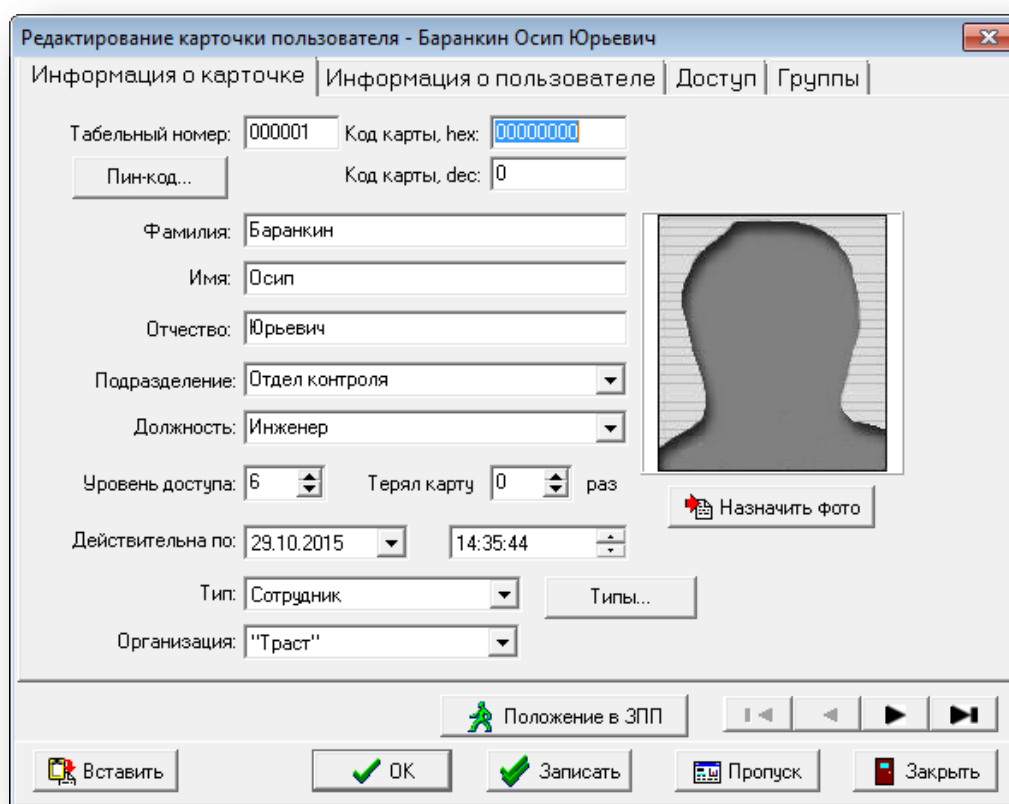 Редактирование карточки пользователя - Баранкин Осип Юрьевич
Информация о карточке Информация о пользователе Доступ Группы
Табельный номер: 000001 Код карты, hex: 00000000
Пин-код... Код карты, dec: 0
Фамилия: Баранкин
Имя: Осип
Отчество: Юрьевич
Подразделение: Отдел контроля
Должность: Инженер
Уровень доступа: 6 Терял карту 0 раз
Назначить фото
Действительна по: 29.10.2015 14:35:44
Тип: Сотрудник Типы...
Организация: "Траст"
Положение в ЗПП
Вставить ОК Записать Пропуск Закрыть